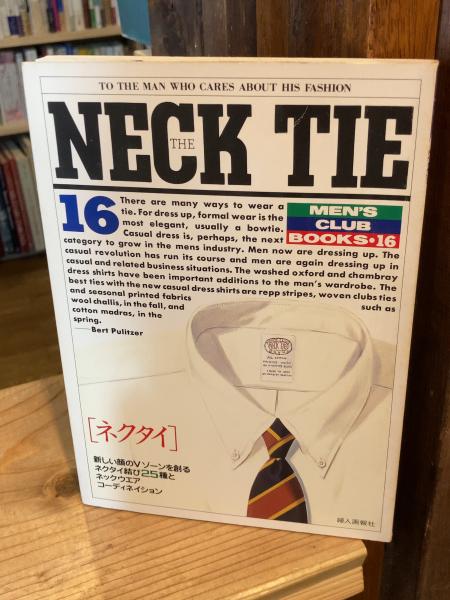 TO THE MAN WHO CARES ABOUT HIS FASHION
THE
NECK TIE
16
There are many ways to wear a
tie. For dress up, formal wear is the
most elegant, usually a bowtie.
Casual dress is, perhaps, the next
category to grow in the mens industry. Men now are dressing up. The
casual revolution has run its course and men are again dressing up in
casual and related business situations. The washed oxford and chambray
dress shirts have been important additions to the man's wardrobe. The
best ties with the new casual dress shirts are repp stripes, woven clubs ties
and seasonal printed fabrics such as
wool challis, in the fall, and
cotton madras, in the
spring.
—Bert Pulitzer
MEN'S
CLUB
BOOKS·16
[ネクタイ]
新しい顔のVゾーンを創る
ネクタイ結び25種と
ネックウエア
コーディネイション
婦人画報社